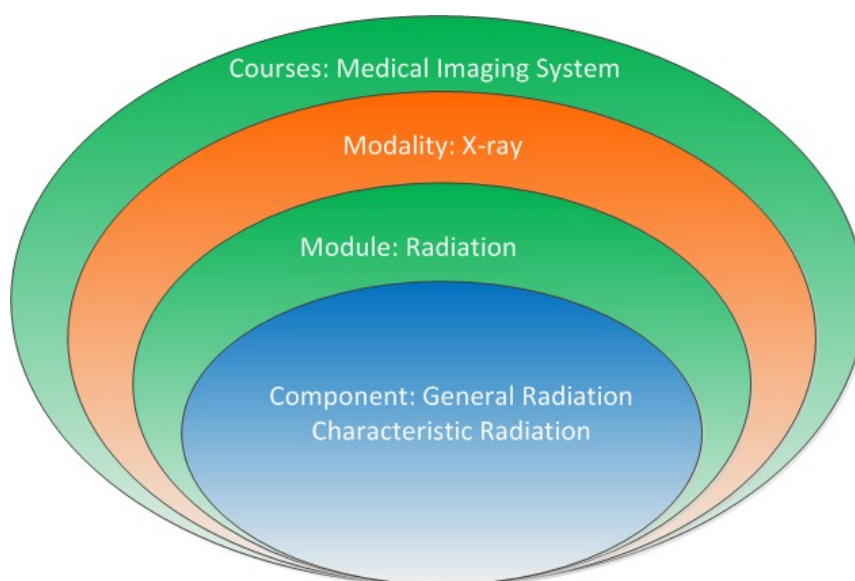 Courses: Medical Imaging System
Modality: X-ray
Module: Radiation
Component: General Radiation
Characteristic Radiation